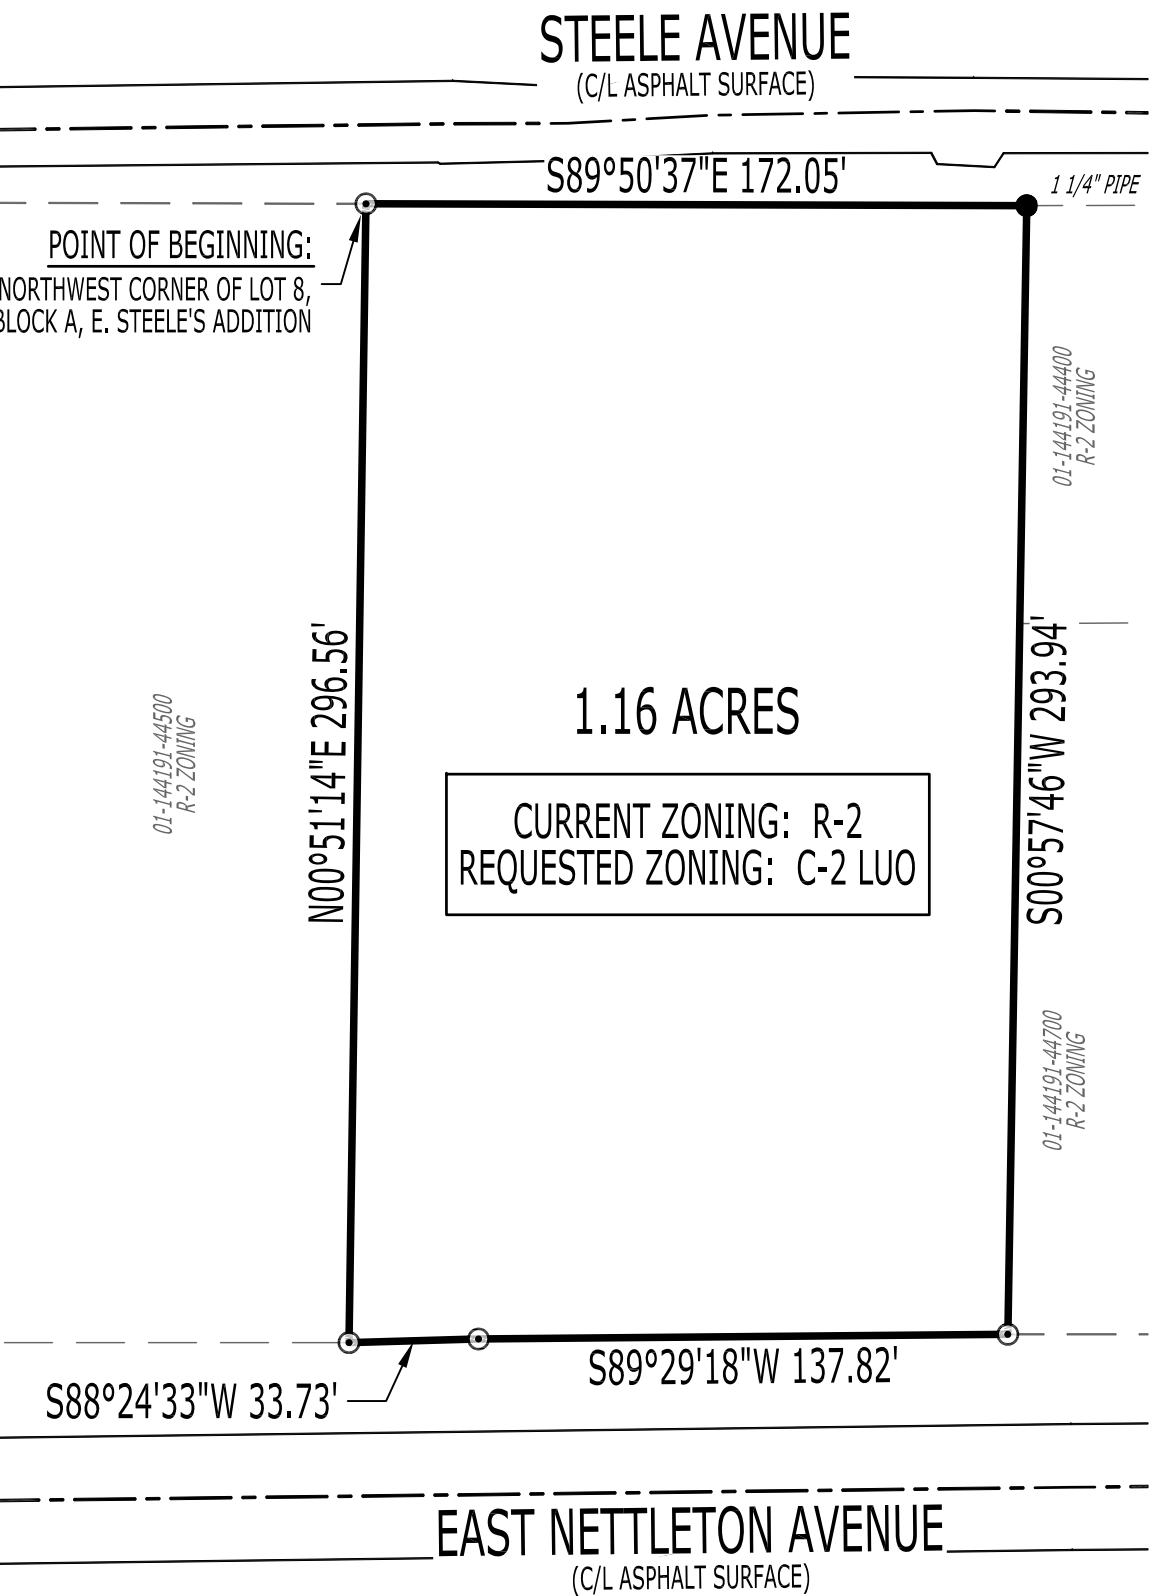 STEELE AVENUE
(C/L ASPHALT SURFACE)
S89°50'37"E 172.05'
1 1/4" PIPE
POINT OF BEGINNING:
NORTHWEST CORNER OF LOT 8,
BLOCK A, E. STEELE'S ADDITION
01-144191-44400
R-2 ZONING
N00°51'14"E 296.56'
S00°57'46"W 293.94'
01-144191-44500
R-2 ZONING
1.16 ACRES
CURRENT ZONING: R-2
REQUESTED ZONING: C-2 LUO
01-144191-44700
R-2 ZONING
S89°29'18"W 137.82'
S88°24'33"W 33.73'
EAST NETTLETON AVENUE
(C/L ASPHALT SURFACE)